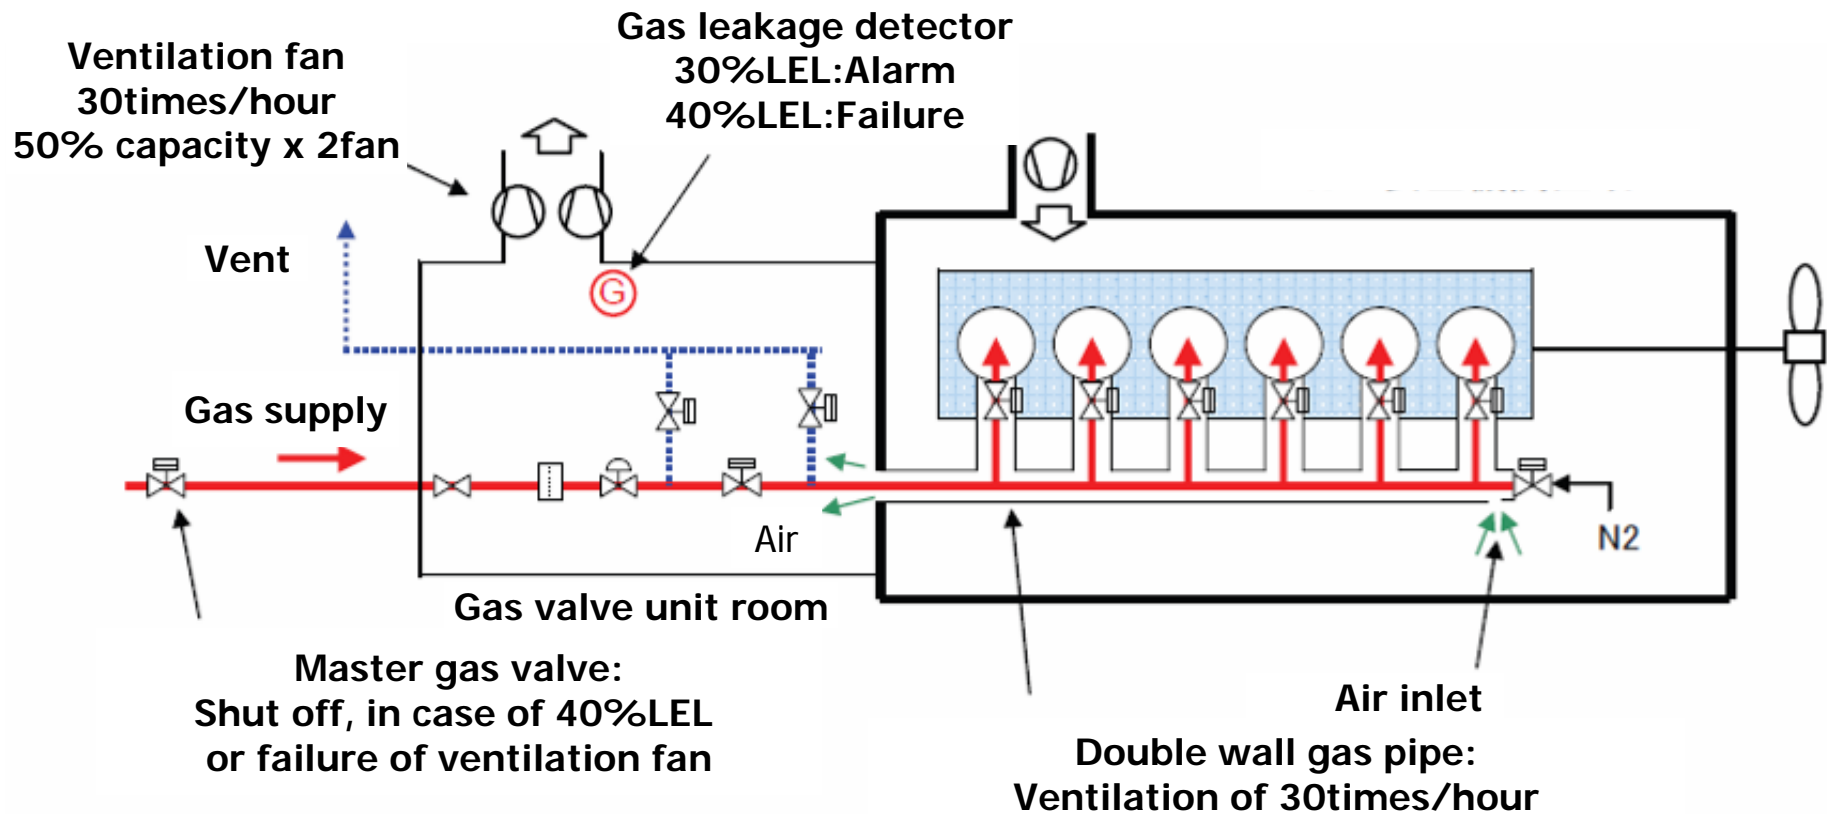 Ventilation fan
30times/hour
50% capacity x 2fan
Gas leakage detector
30%LEL:Alarm
40%LEL:Failure
Vent
G
Gas supply
Air
N2
Gas valve unit room
Master gas valve:
Shut off, in case of 40%LEL
or failure of ventilation fan
Air inlet
Double wall gas pipe:
Ventilation of 30times/hour